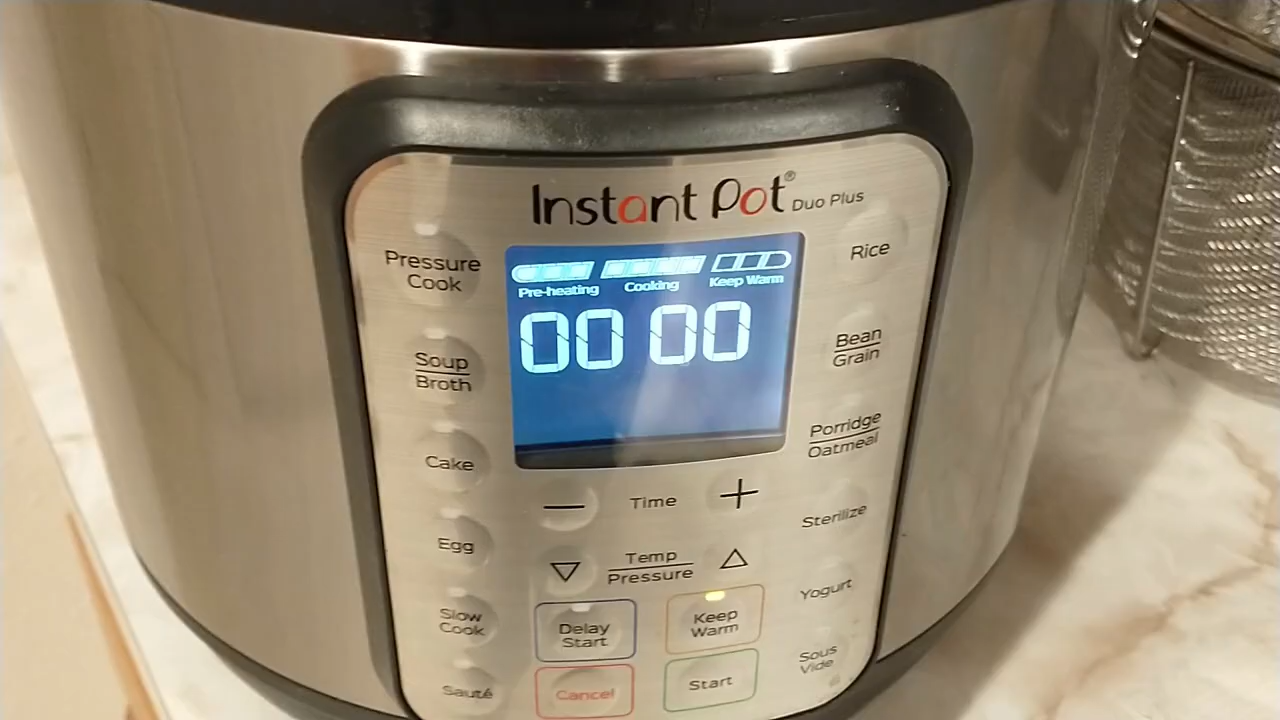 Instant Pot® Duo Plus
Pre-heating Cooking Keep Warm
00 00
Pressure
Cook
Soup
Broth
Cake
Egg
Slow
Cook
Sauté
Rice
Bean
Grain
Porridge
Oatmeal
Sterilize
Yogurt
Sous
Vide
— Time +
Temp
Pressure
Delay
Start
Keep
Warm
Cancel
Start